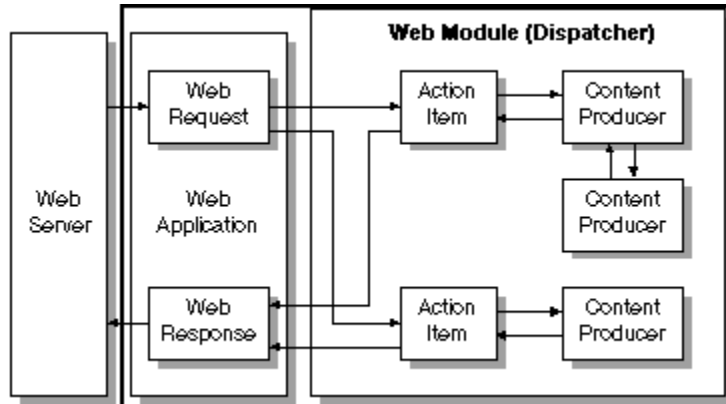 Web Module (Dispatcher)
Web
Request
Action
Item
Content
Producer
Web
Server
Web
Application
Content
Producer
Web
Response
Action
Item
Content
Producer